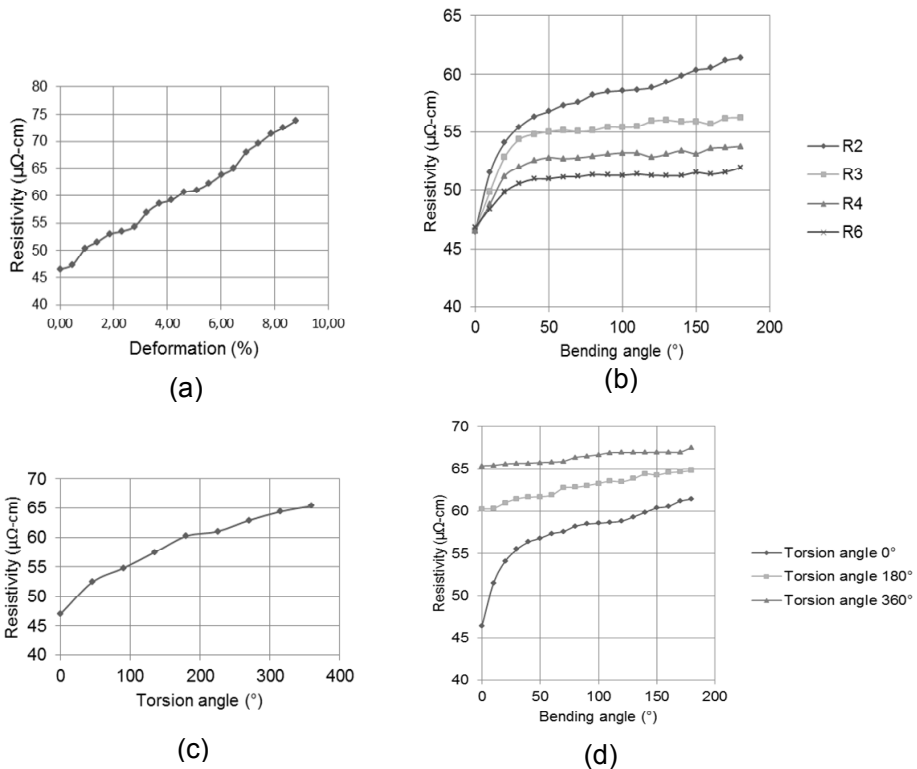 80
75
70
65
60
55
50
45
40
Resistivity (µΩ-cm)
0,00 2,00 4,00 6,00 8,00 10,00
Deformation (%)
(a)
65
60
55
50
45
40
Resistivity (µΩ-cm)
0 50 100 150 200
Bending angle (°)
R2
R3
R4
R6
(b)
70
65
60
55
50
45
40
Resistivity (µΩ-cm)
0 100 200 300 400
Torsion angle (°)
(c)
70
65
60
55
50
45
40
Resistivity (µΩ-cm)
0 50 100 150 200
Bending angle (°)
Torsion angle 0°
Torsion angle 180°
Torsion angle 360°
(d)